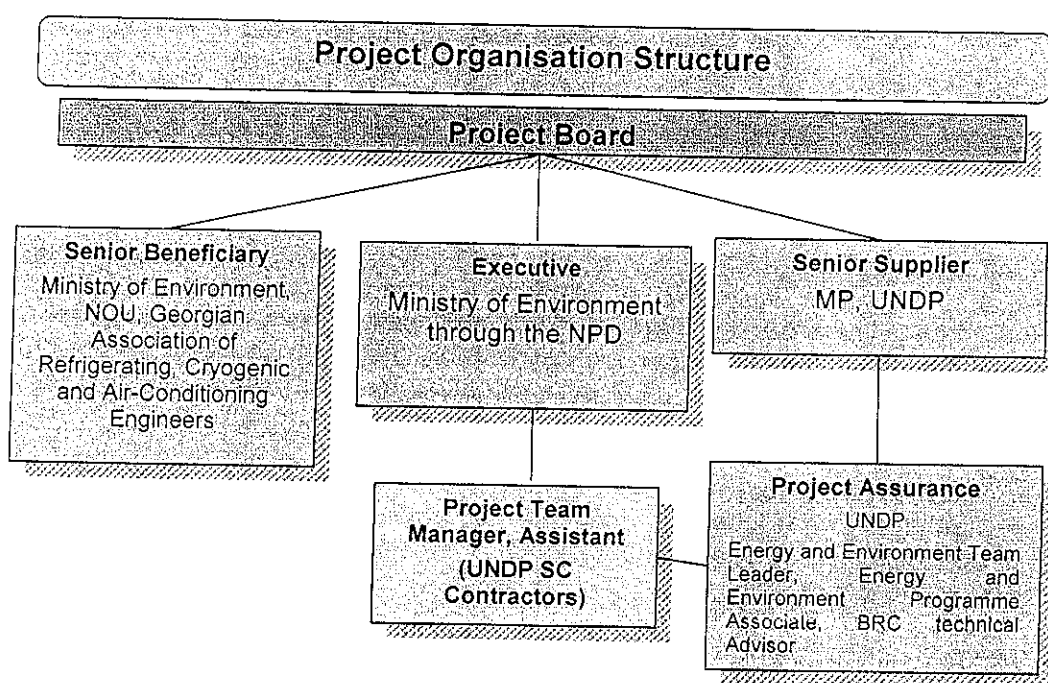 Project Organisation Structure
Project Board
Senior Beneficiary
Ministry of Environment,
NOU, Georgian
Association of
Refrigerating, Cryogenic
and Air-Conditioning
Engineers
Executive
Ministry of Environment
through the NPD
Senior Supplier
MP, UNDP
Project Team
Manager, Assistant
(UNDP SC
Contractors)
Project Assurance
UNDP
Energy and Environment Team
Leader, Energy and
Environment Programme
Associate, BRC technical
Advisor